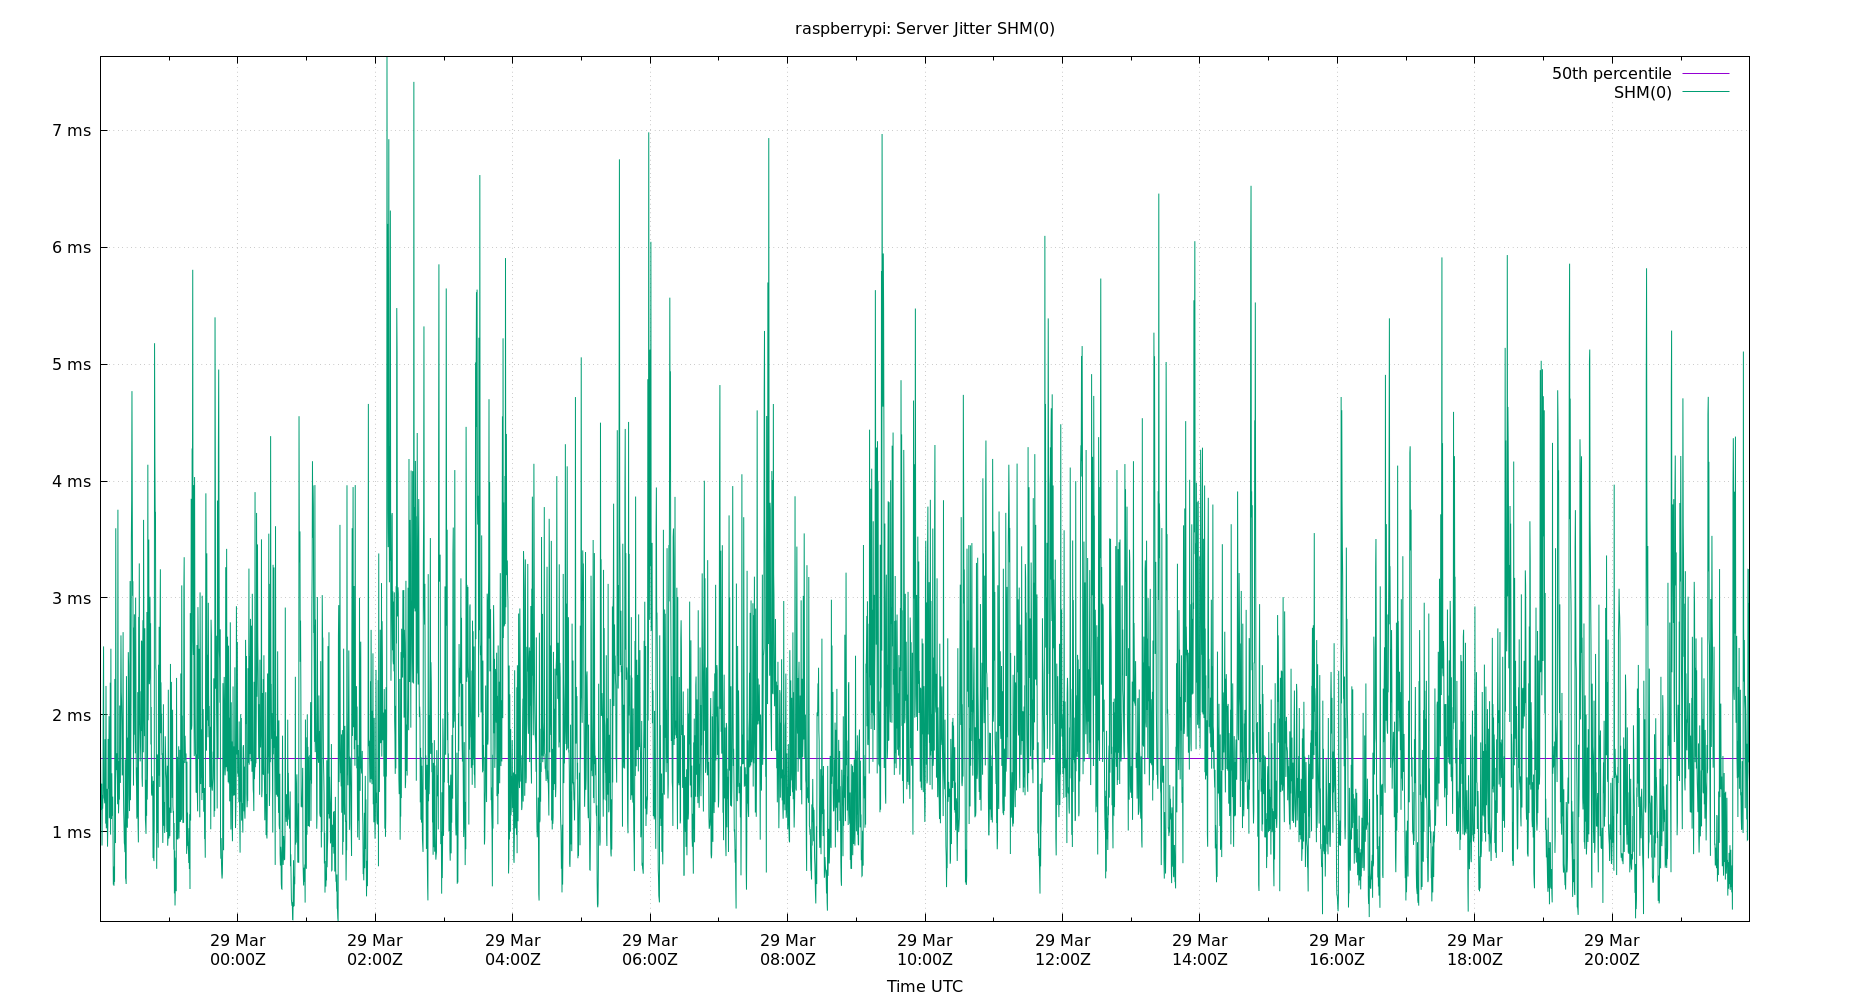 raspberrypi: Server Jitter SHM(0)
50th percentile
SHM(0)
7 ms
6 ms
5 ms
4 ms
3 ms
2 ms
1 ms
29 Mar 29 Mar 29 Mar 29 Mar 29 Mar 29 Mar 29 Mar 29 Mar 29 Mar 29 Mar 29 Mar
00:00Z 02:00Z 04:00Z 06:00Z 08:00Z 10:00Z 12:00Z 14:00Z 16:00Z 18:00Z 20:00Z
Time UTC